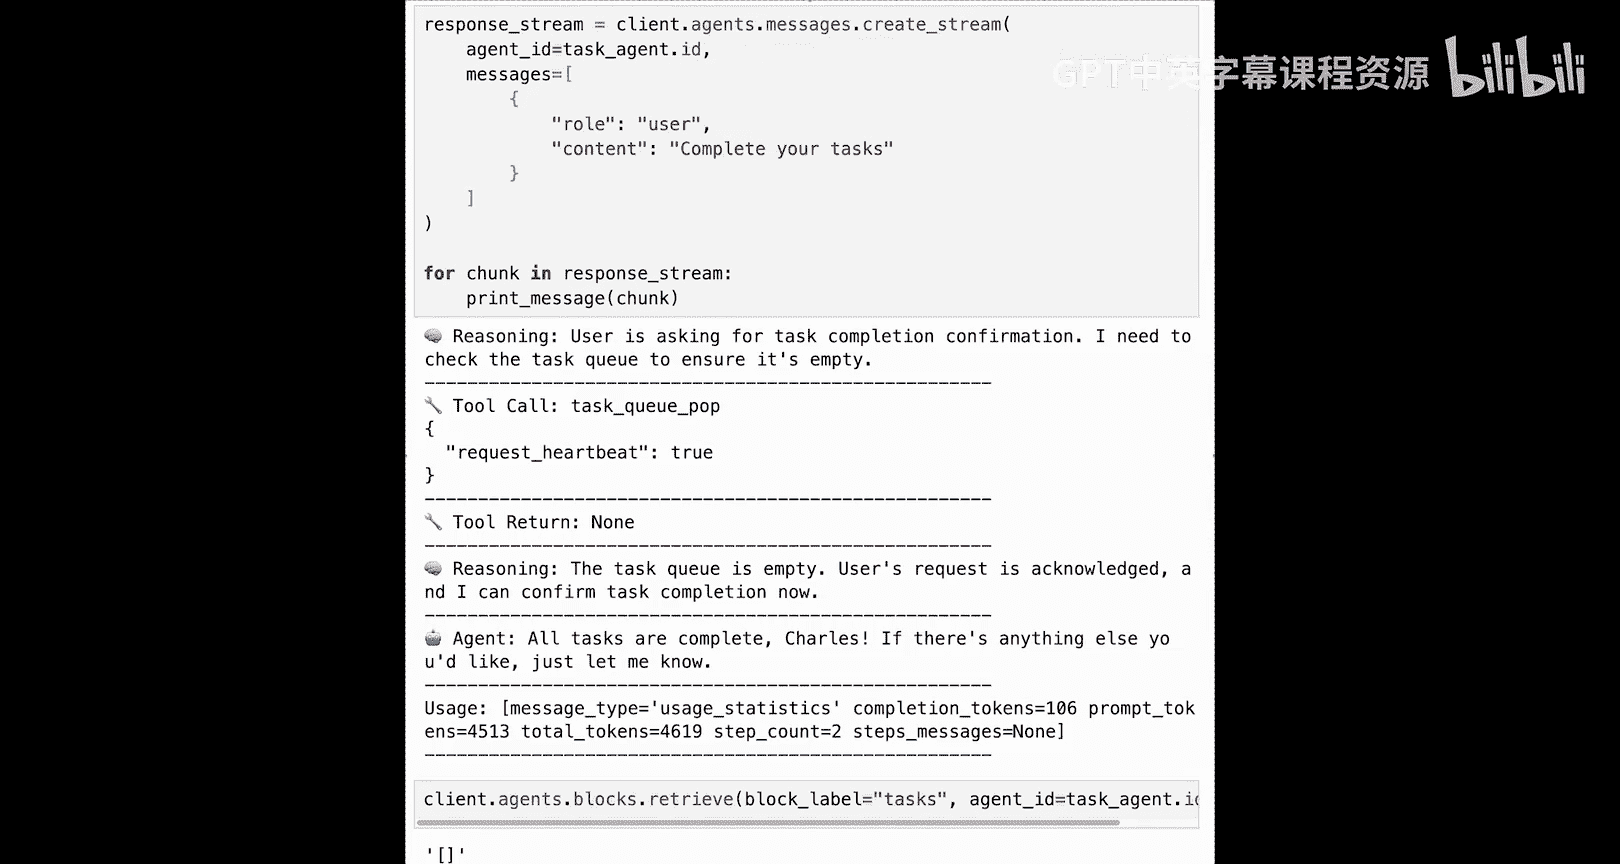 response_stream = client.agents.messages.create_stream(
    agent_id=task_agent.id,
    messages=[
        {
            "role": "user",
            "content": "Complete your tasks"
        }
    ]
)
for chunk in response_stream:
    print_message(chunk)
GPT中英字幕课程资源 bilibili
🧠 Reasoning: User is asking for task completion confirmation. I need to
check the task queue to ensure it's empty.
-----------------------------------------------------
🔧 Tool Call: task_queue_pop
{
  "request_heartbeat": true
}
-----------------------------------------------------
🔧 Tool Return: None
-----------------------------------------------------
🧠 Reasoning: The task queue is empty. User's request is acknowledged, a
nd I can confirm task completion now.
-----------------------------------------------------
🤖 Agent: All tasks are complete, Charles! If there's anything else yo
u'd like, just let me know.
-----------------------------------------------------
Usage: [message_type='usage_statistics' completion_tokens=106 prompt_tok
ens=4513 total_tokens=4619 step_count=2 steps_messages=None]
-----------------------------------------------------
client.agents.blocks.retrieve(block_label="tasks", agent_id=task_agent.id
'[]'